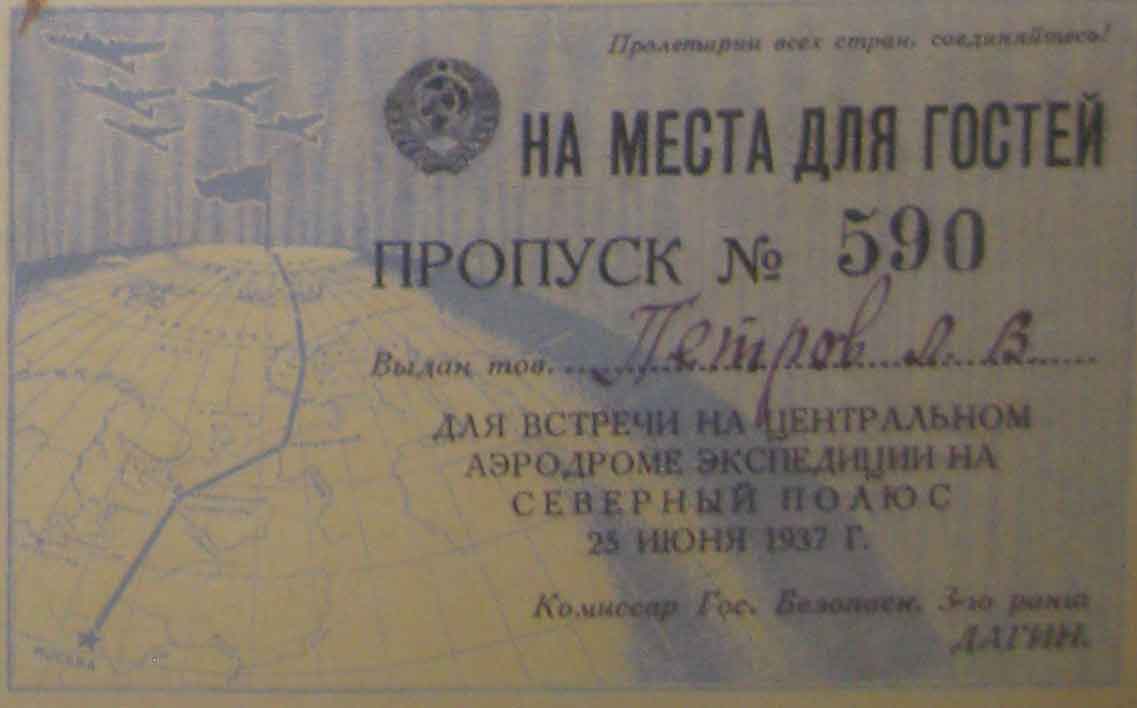 Пролетарии всех стран, соединяйтесь!
НА МЕСТА ДЛЯ ГОСТЕЙ
ПРОПУСК № 590
Выдан тов. Петров В.
ДЛЯ ВСТРЕЧИ НА ЦЕНТРАЛЬНОМ
АЭРОДРОМЕ ЭКСПЕДИЦИИ НА
СЕВЕРНЫЙ ПОЛЮС
25 ИЮНЯ 1937 Г.
Комиссар Гос. Безопасн. 3-го ранга
ДАГИН.
МОСКВА